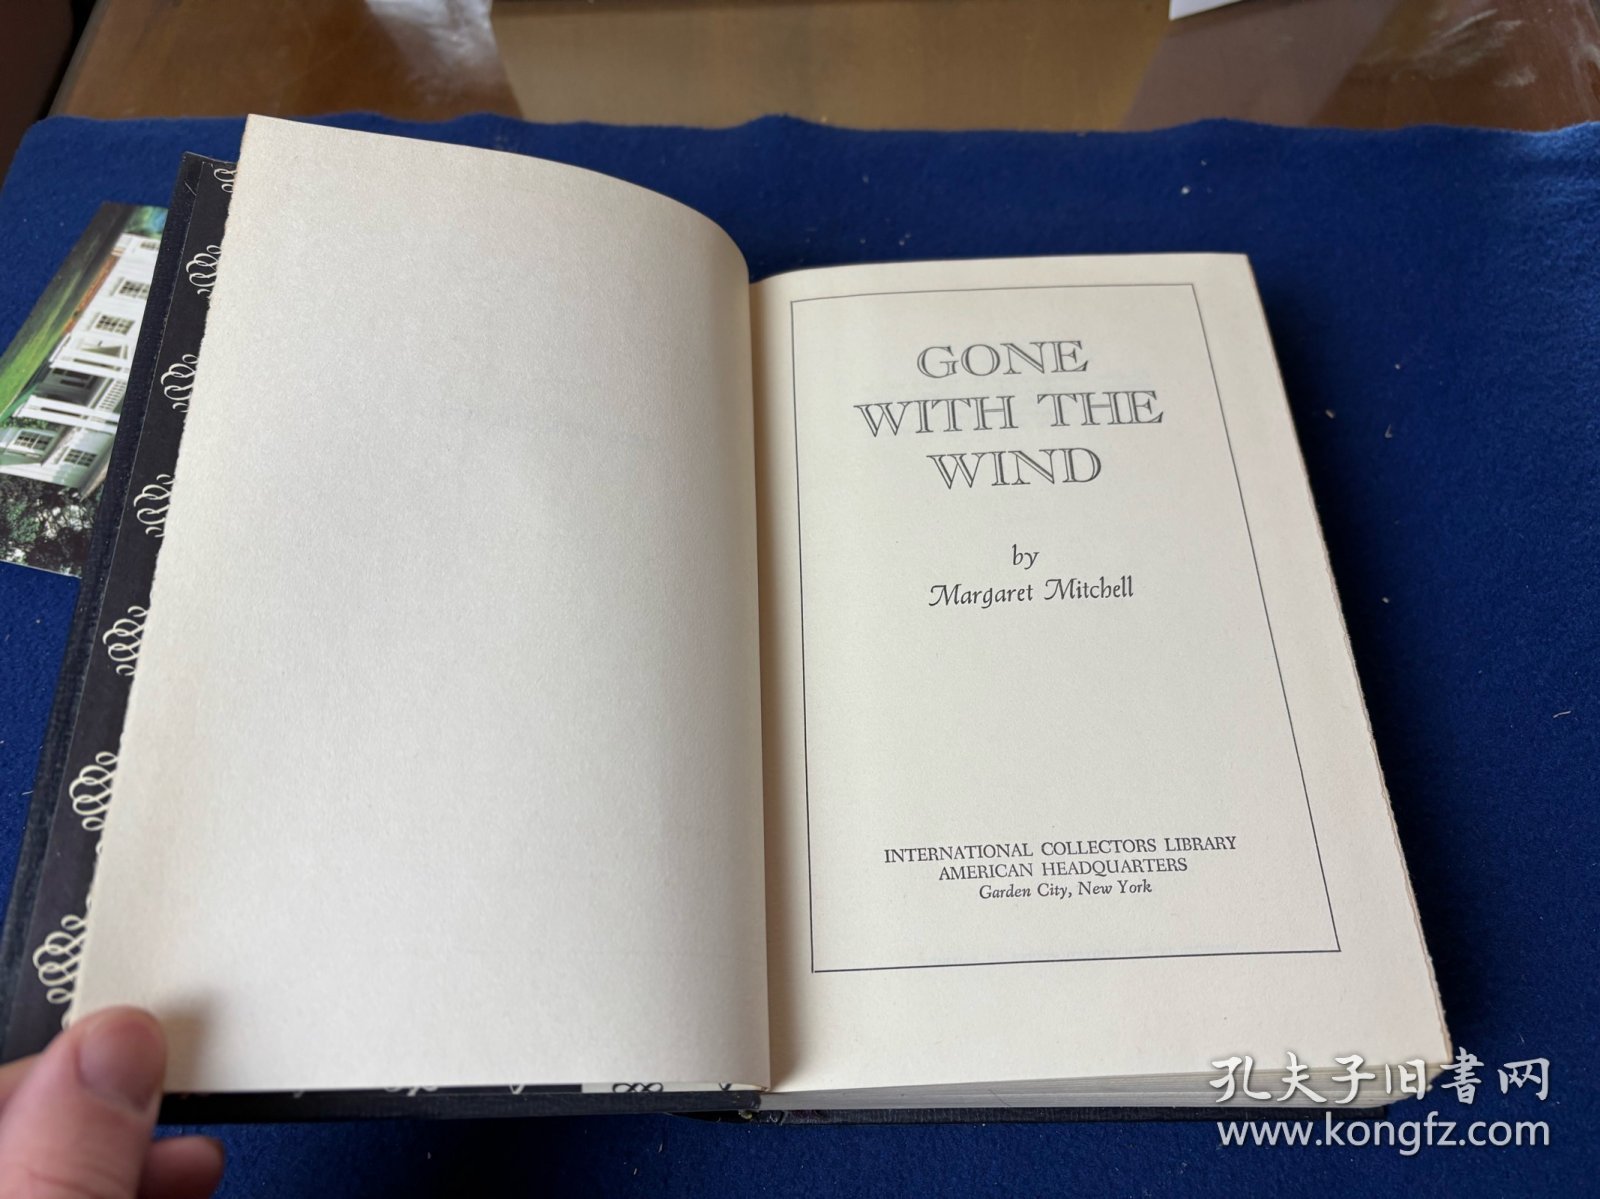 GONE
WITH THE
WIND
by
Margaret Mitchell
INTERNATIONAL COLLECTORS LIBRARY
AMERICAN HEADQUARTERS
Garden City, New York
孔夫子旧書网
www.kongfz.com